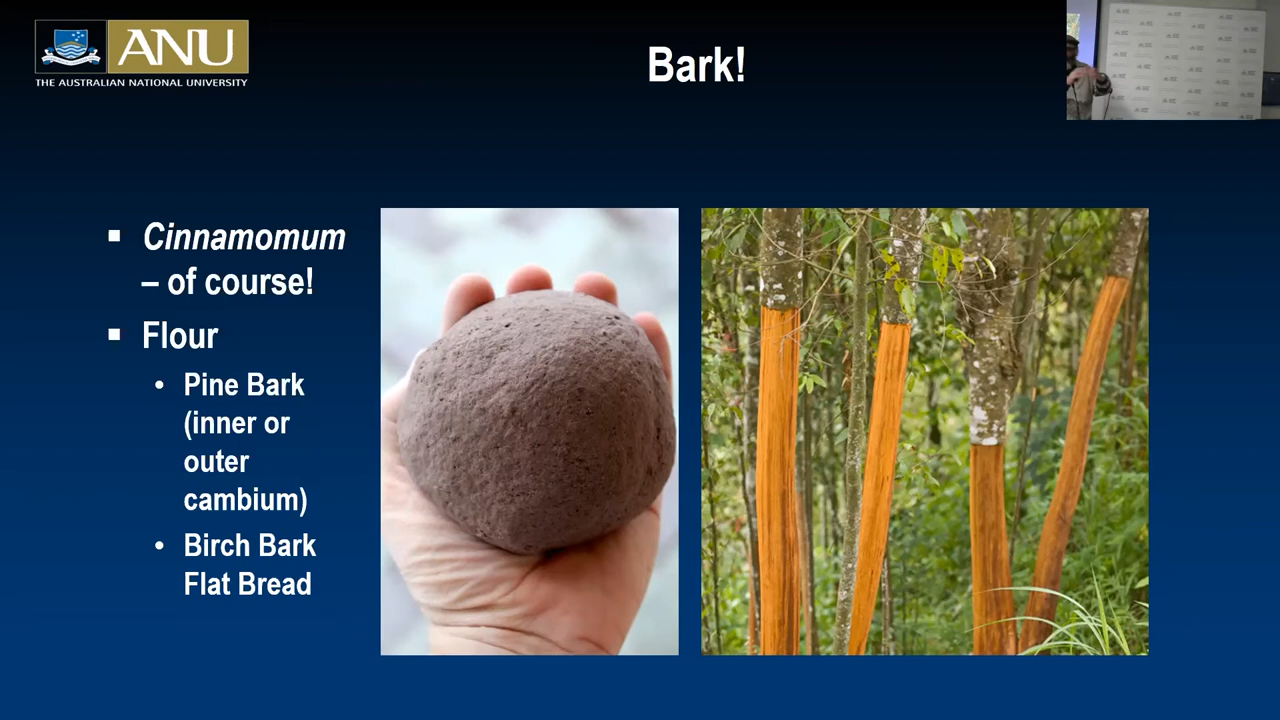 ANU
THE AUSTRALIAN NATIONAL UNIVERSITY
Bark!
▪ Cinnamomum
– of course!
▪ Flour
• Pine Bark
(inner or
outer
cambium)
• Birch Bark
Flat Bread